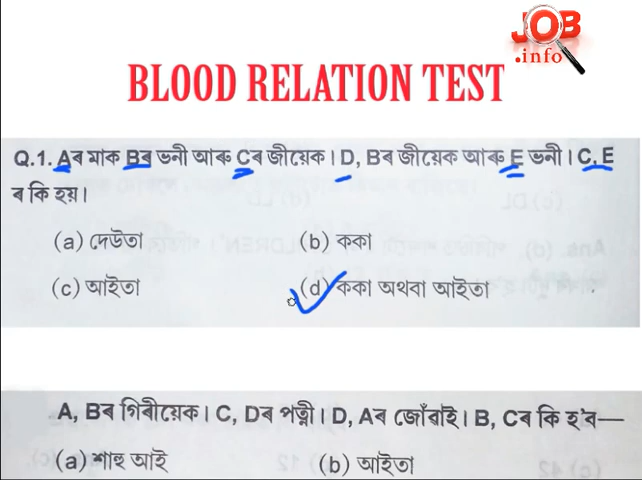 JOB
.info
BLOOD RELATION TEST
Q.1. Aৰ মাক Bৰ ভনী আৰু Cৰ জীয়েক। D, Bৰ জীয়েক আৰু E ভনী। C, E
ৰ কি হয়।
(a) দেউতা (b) ককা
(c) আইতা (d) ককা অথবা আইতা
A, Bৰ গিৰীয়েক। C, Dৰ পত্নী। D, Aৰ জোঁৱাই। B, Cৰ কি হ'ব—
(a) শাহু আই (b) আইতা